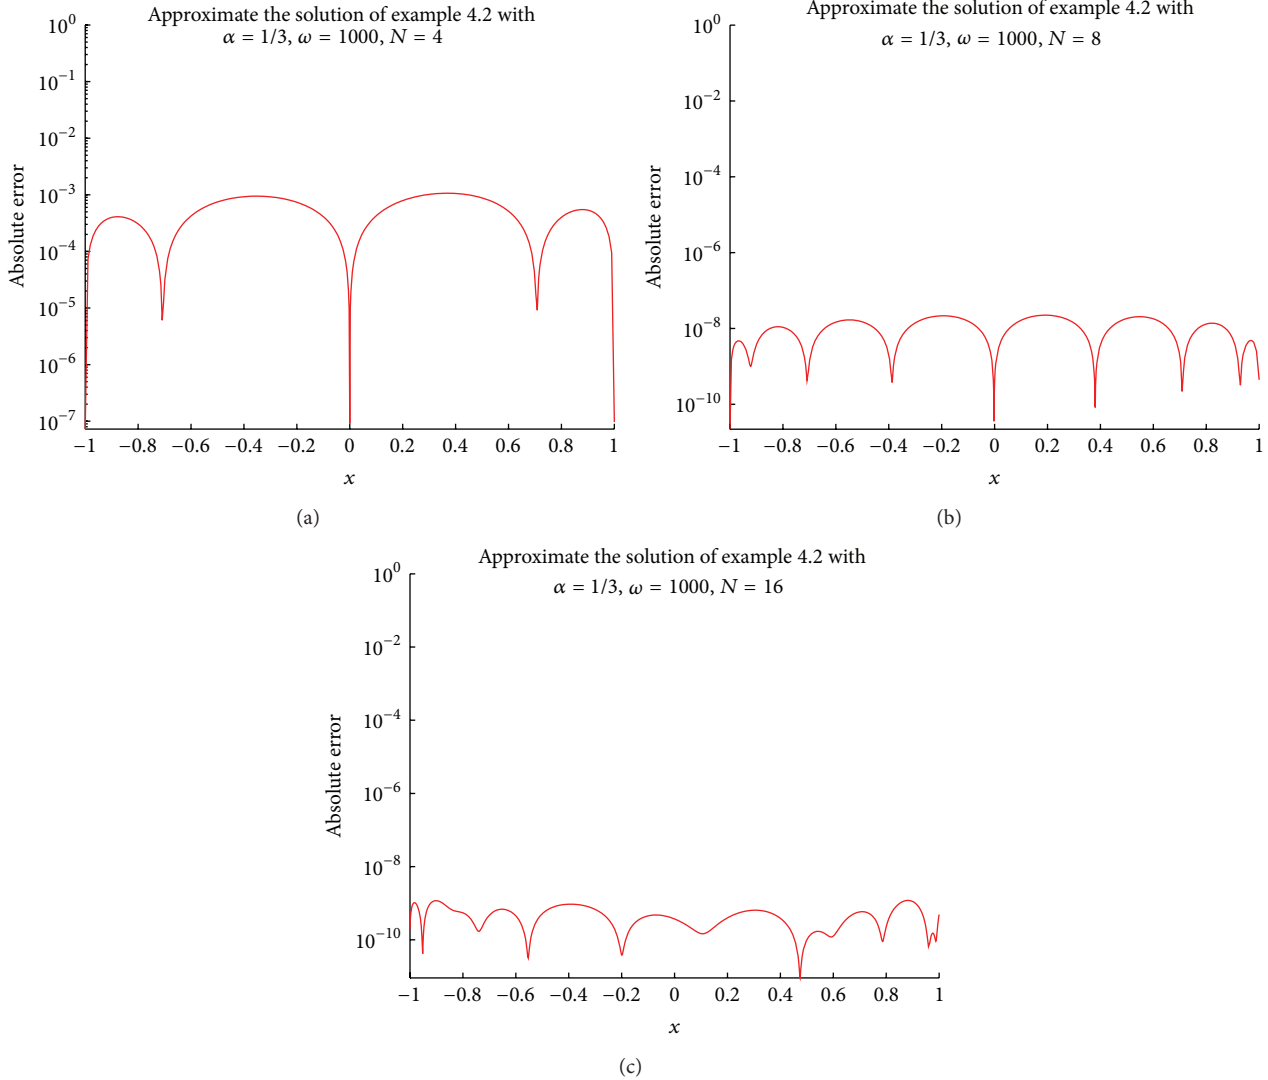 Approximate the solution of example 4.2 with
α = 1/3, ω = 1000, N = 4
10^0
10^−1
10^−2
10^−3
10^−4
10^−5
10^−6
10^−7
Absolute error
−1 −0.8 −0.6 −0.4 −0.2 0 0.2 0.4 0.6 0.8 1
x
(a)
Approximate the solution of example 4.2 with
α = 1/3, ω = 1000, N = 8
10^0
10^−2
10^−4
10^−6
10^−8
10^−10
Absolute error
−1 −0.8 −0.6 −0.4 −0.2 0 0.2 0.4 0.6 0.8 1
x
(b)
Approximate the solution of example 4.2 with
α = 1/3, ω = 1000, N = 16
10^0
10^−2
10^−4
10^−6
10^−8
10^−10
Absolute error
−1 −0.8 −0.6 −0.4 −0.2 0 0.2 0.4 0.6 0.8 1
x
(c)